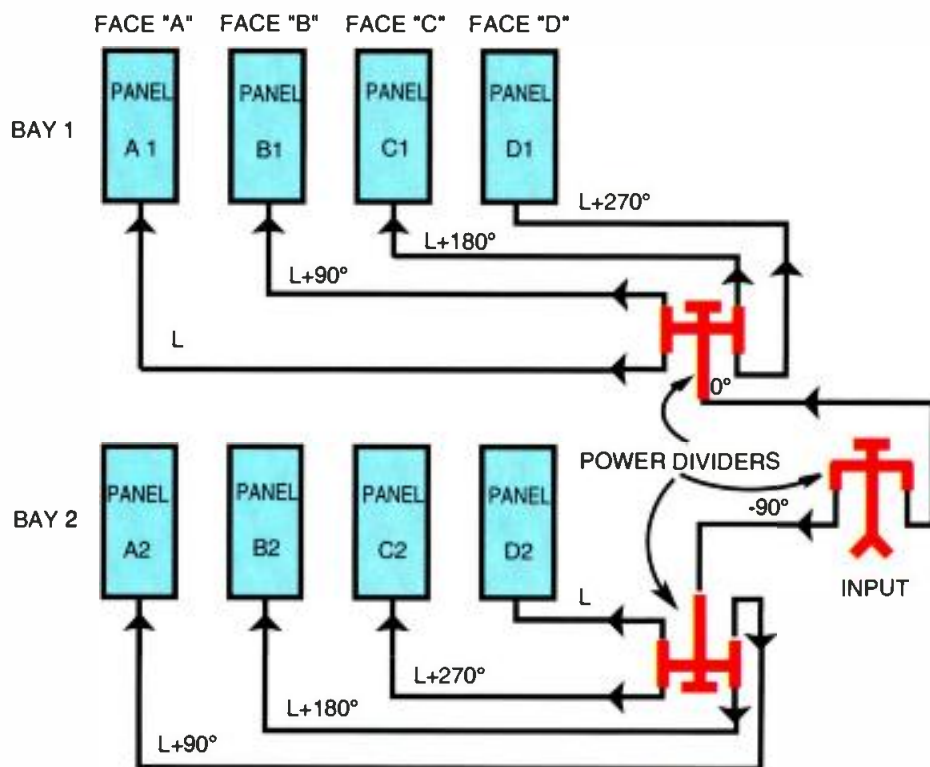 FACE "A" FACE "B" FACE "C" FACE "D"
BAY 1
PANEL
A 1
PANEL
B1
PANEL
C1
PANEL
D1
L+270°
L+180°
L+90°
L
0°
POWER DIVIDERS
-90°
INPUT
BAY 2
PANEL
A2
PANEL
B2
PANEL
C2
PANEL
D2
L
L+270°
L+180°
L+90°